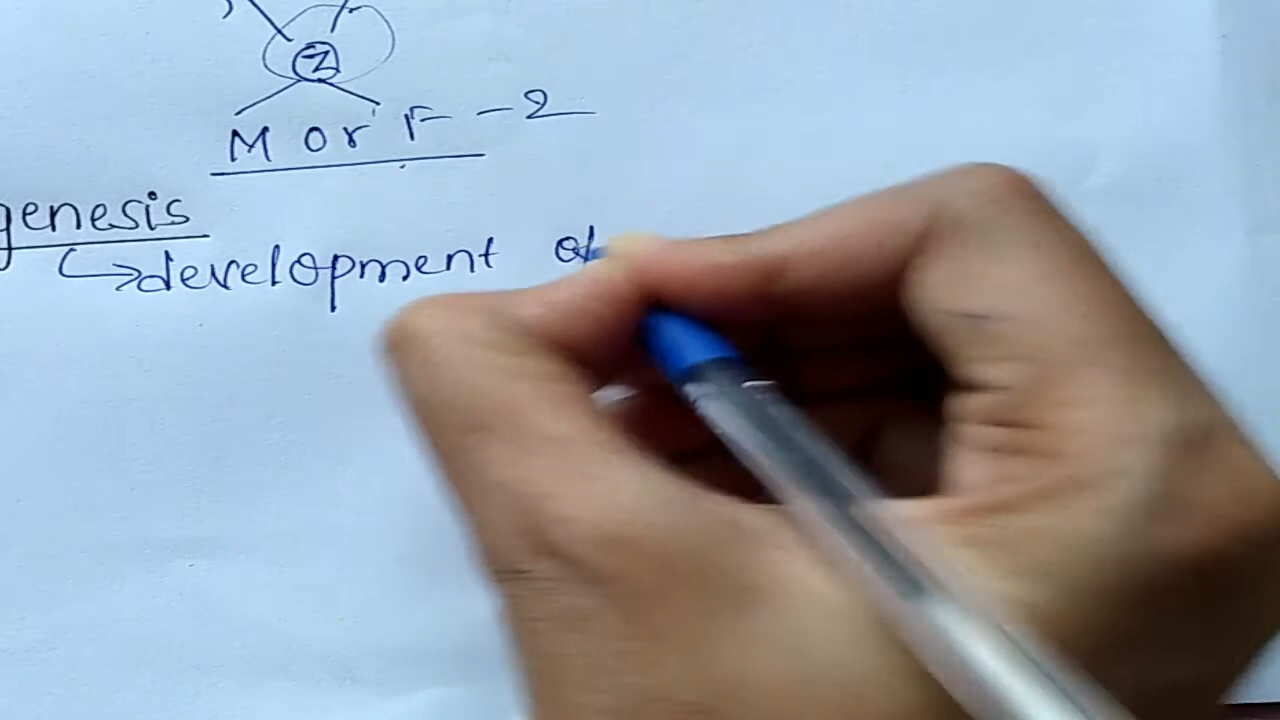 Z
M or F - 2
genesis
↳ development of